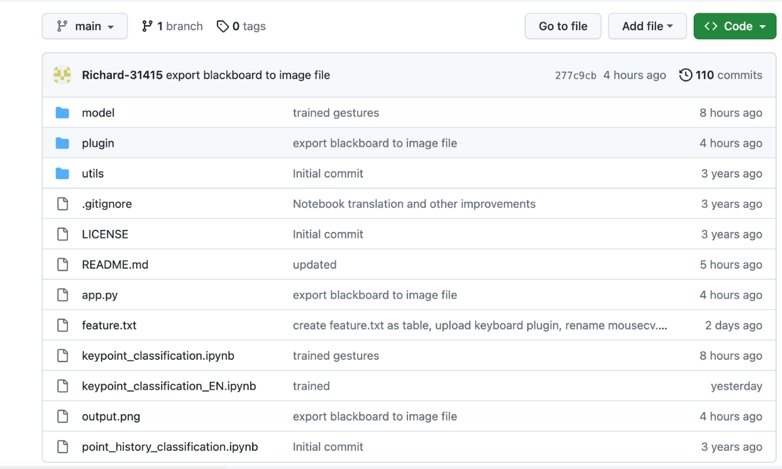 main 1 branch 0 tags Go to file Add file Code
Richard-31415 export blackboard to image file 277c9cb 4 hours ago 110 commits
model trained gestures 8 hours ago
plugin export blackboard to image file 4 hours ago
utils Initial commit 3 years ago
.gitignore Notebook translation and other improvements 3 years ago
LICENSE Initial commit 3 years ago
README.md updated 5 hours ago
app.py export blackboard to image file 4 hours ago
feature.txt create feature.txt as table, upload keyboard plugin, rename mousecv.... 2 days ago
keypoint_classification.ipynb trained gestures 8 hours ago
keypoint_classification_EN.ipynb trained yesterday
output.png export blackboard to image file 4 hours ago
point_history_classification.ipynb Initial commit 3 years ago